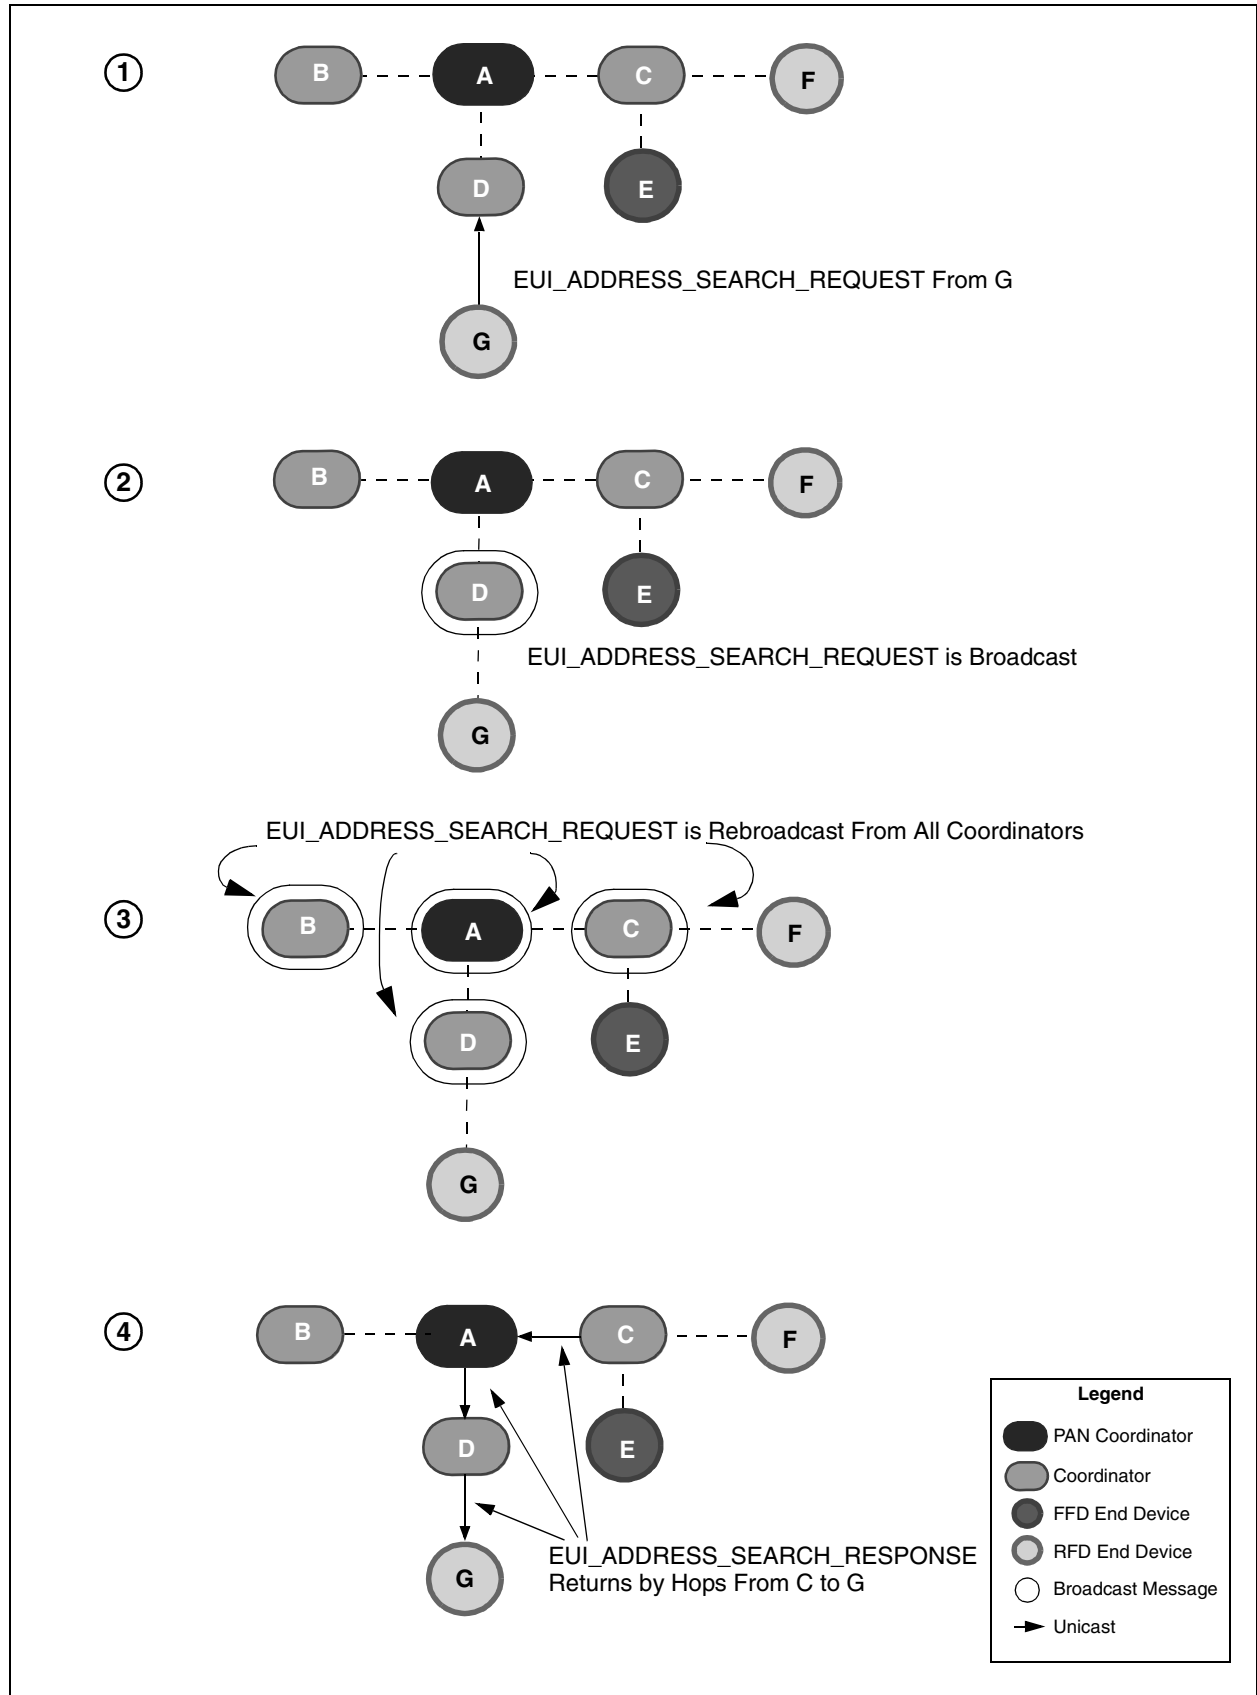 1
B
A
C
F
D
E
EUI_ADDRESS_SEARCH_REQUEST From G
G
2
B
A
C
F
D
E
EUI_ADDRESS_SEARCH_REQUEST is Broadcast
G
EUI_ADDRESS_SEARCH_REQUEST is Rebroadcast From All Coordinators
3
B
A
C
F
D
E
G
4
B
A
C
F
D
E
G
EUI_ADDRESS_SEARCH_RESPONSE
Returns by Hops From C to G
Legend
PAN Coordinator
Coordinator
FFD End Device
RFD End Device
Broadcast Message
Unicast